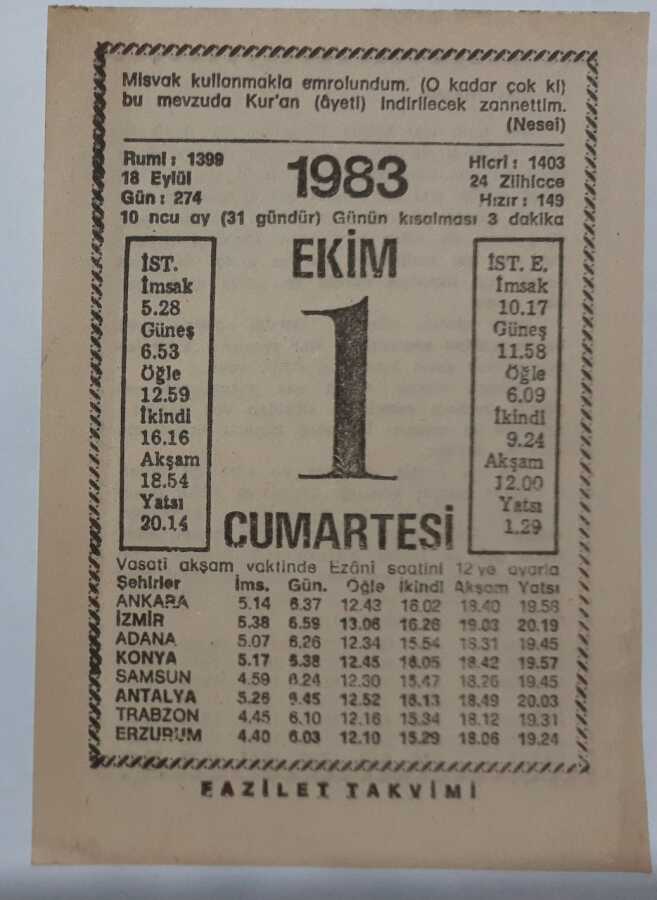 Misvak kullanmakla emrolundum. (O kadar çok ki)
bu mevzuda Kur'an (âyeti) indirilecek zannettim.
(Nesei)
Rumi : 1399
18 Eylül
Gün : 274
1983
Hicri : 1403
24 Zilhicce
Hızır : 149
10 ncu ay (31 gündür) Günün kısalması 3 dakika
İST.
İmsak
5.28
Güneş
6.53
Öğle
12.59
İkindi
16.16
Akşam
18.54
Yatsı
20.14
EKİM
1
CUMARTESİ
İST. E.
İmsak
10.17
Güneş
11.58
Öğle
6.09
İkindi
9.24
Akşam
12.00
Yatsı
1.29
Vasati akşam vaktinde Ezâni saatini 12 ye ayarla
Şehirler İms. Gün. Öğle İkindi Akşam Yatsı
ANKARA 5.14 6.37 12.43 16.02 18.40 19.58
İZMİR 5.38 6.59 13.06 16.26 19.03 20.19
ADANA 5.07 6.26 12.34 15.54 18.31 19.45
KONYA 5.17 5.38 12.45 16.05 18.42 19.57
SAMSUN 4.59 6.24 12.30 15.47 18.26 19.45
ANTALYA 5.26 9.45 12.52 16.13 18.49 20.03
TRABZON 4.45 6.10 12.16 15.34 18.12 19.31
ERZURUM 4.40 6.03 12.10 15.29 18.06 19.24
FAZİLET TAKVİMİ